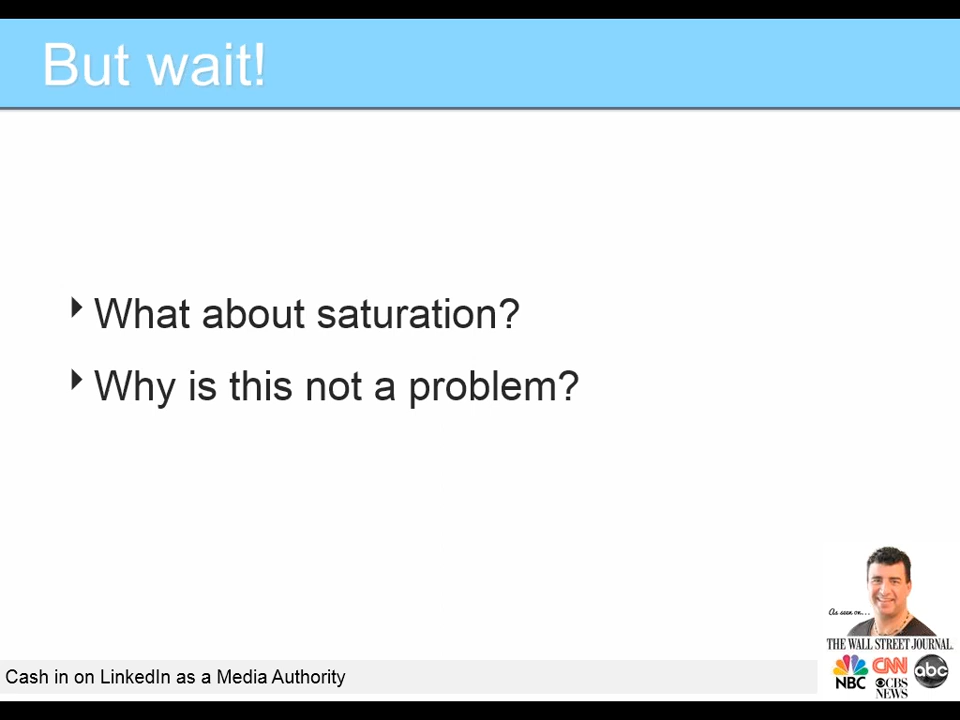 But wait!
What about saturation?
Why is this not a problem?
As seen on...
THE WALL STREET JOURNAL.
NBC
CNN
CBS
NEWS
abc
Cash in on LinkedIn as a Media Authority